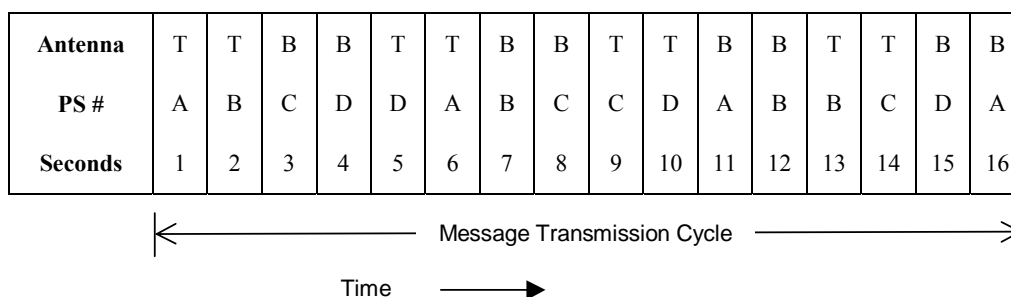 Antenna T T B B T T B B T T B B T T B B
PS # A B C D D A B C C D A B B C D A
Seconds 1 2 3 4 5 6 7 8 9 10 11 12 13 14 15 16
Message Transmission Cycle
Time